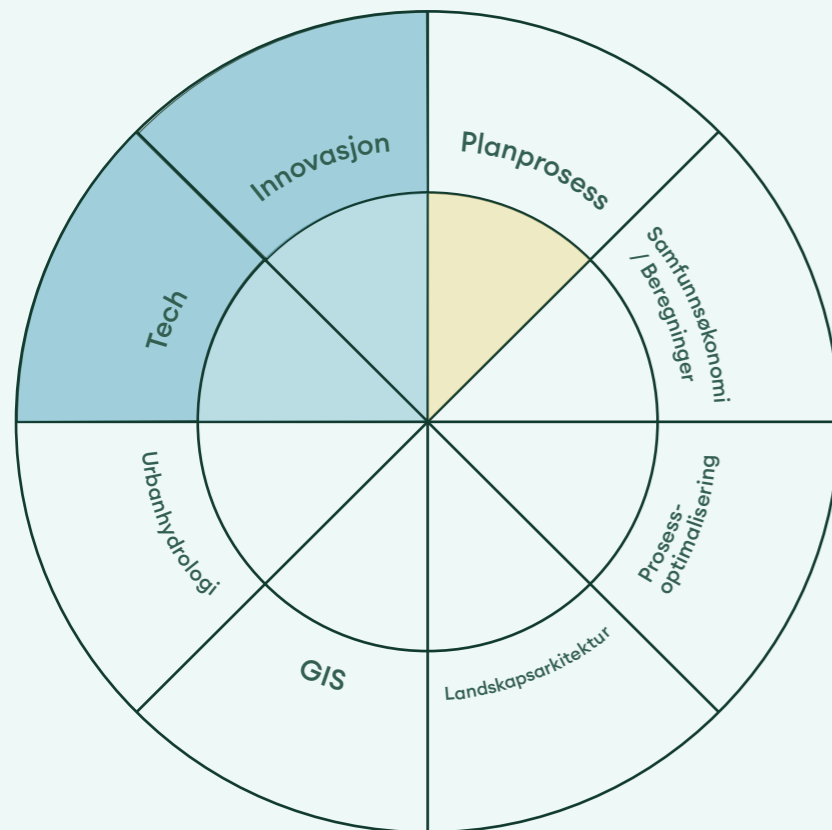 Innovasjon
Planprosess
Samfunnsøkonomi
/ Beregninger
Tech
Urbanhydrologi
Prosess-
optimalisering
GIS
Landskapsarkitektur